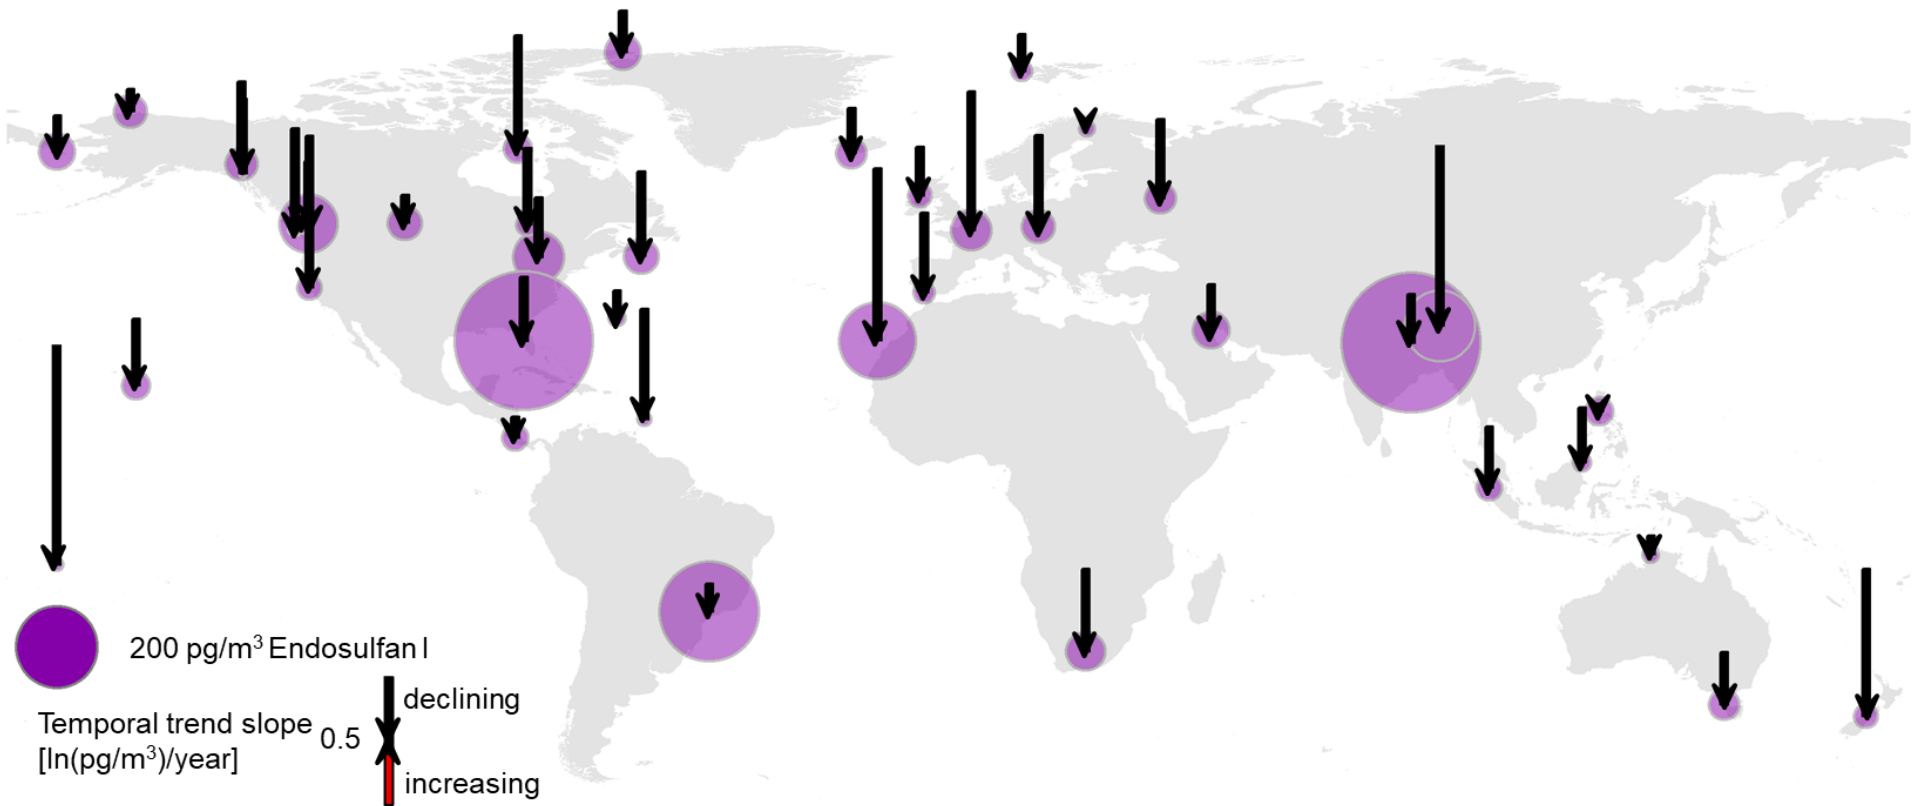 200 pg/m³ Endosulfan I
declining
Temporal trend slope
0.5
[ln(pg/m³)/year]
increasing